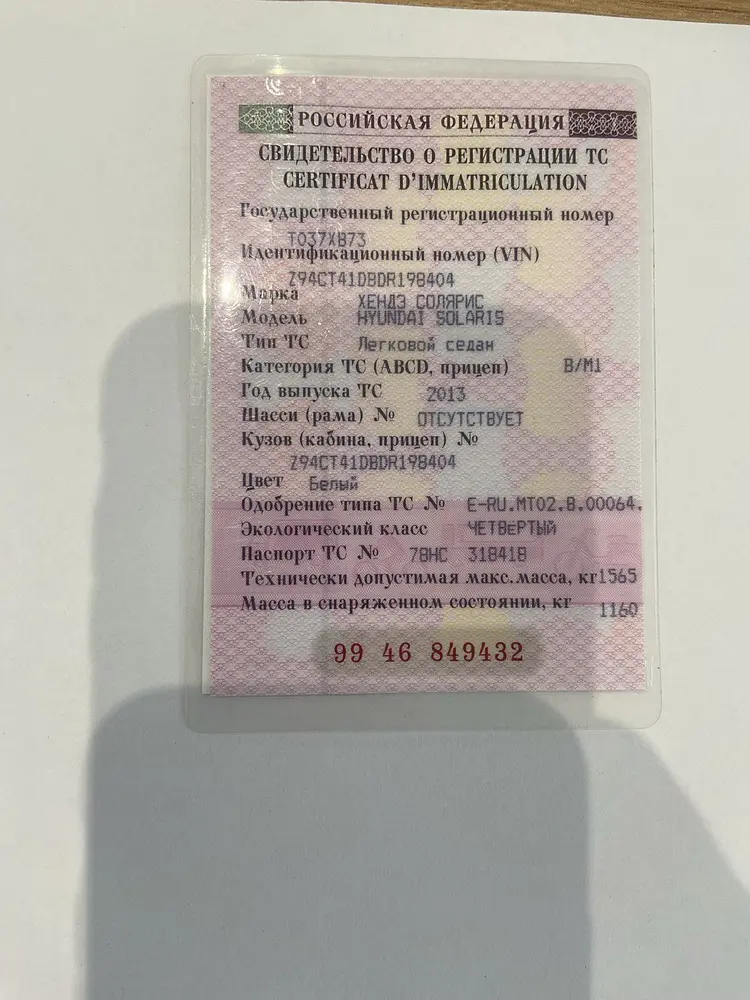 РОССИЙСКАЯ ФЕДЕРАЦИЯ
СВИДЕТЕЛЬСТВО О РЕГИСТРАЦИИ ТС
CERTIFICAT D'IMMATRICULATION
Государственный регистрационный номер
Т037ХВ73
Идентификационный номер (VIN)
Z94CT41DBDR198404
Марка ХЕНДЭ СОЛЯРИС
Модель HYUNDAI SOLARIS
Тип ТС Легковой седан
Категория ТС (ABCD, прицеп) B/M1
Год выпуска ТС 2013
Шасси (рама) № ОТСУТСТВУЕТ
Кузов (кабина, прицеп) №
Z94CT41DBDR198404
Цвет Белый
Одобрение типа ТС № E-RU.MT02.B.00064.
Экологический класс ЧЕТВеРТЫЙ
Паспорт ТС № 78НС 318418
Технически допустимая макс.масса, кг1565
Масса в снаряженном состоянии, кг 1160
99 46 849432